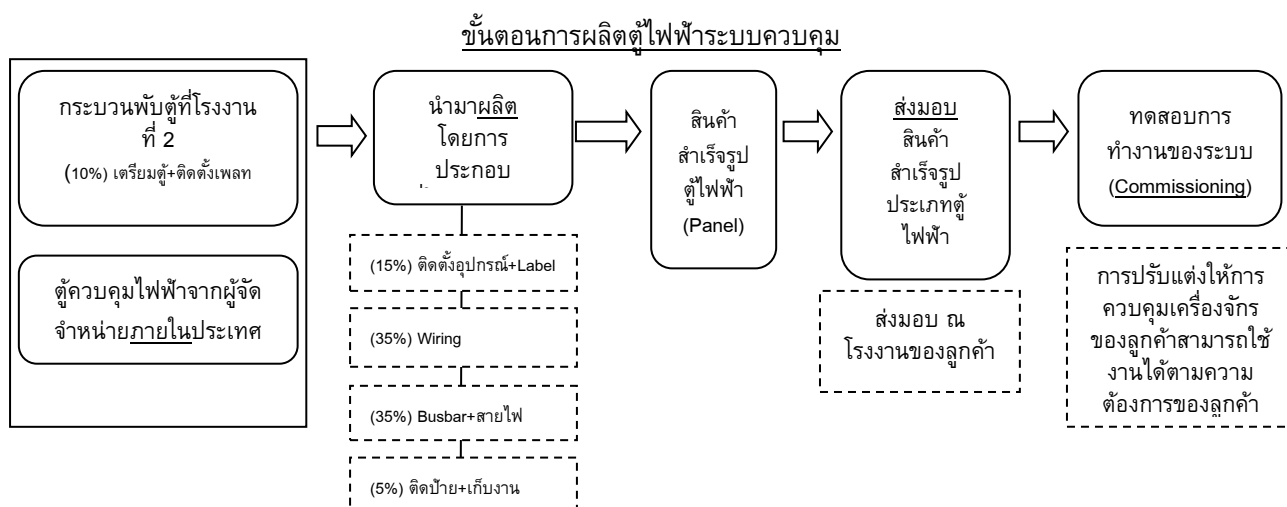 ขั้นตอนการผลิตตู้ไฟฟ้าระบบควบคุม
กระบวนพับตู้ที่โรงงาน
ที่ 2
(10%) เตรียมตู้+ติดตั้งเพลท
ตู้ควบคุมไฟฟ้าจากผู้จัด
จำหน่ายภายในประเทศ
นำมาผลิต
โดยการ
ประกอบ
(15%) ติดตั้งอุปกรณ์+Label
(35%) Wiring
(35%) Busbar+สายไฟ
(5%) ติดป้าย+เก็บงาน
สินค้า
สำเร็จรูป
ตู้ไฟฟ้า
(Panel)
ส่งมอบ
สินค้า
สำเร็จรูป
ประเภทตู้
ไฟฟ้า
ส่งมอบ ณ
โรงงานของลูกค้า
ทดสอบการ
ทำงานของระบบ
(Commissioning)
การปรับแต่งให้การ
ควบคุมเครื่องจักร
ของลูกค้าสามารถใช้
งานได้ตามความ
ต้องการของลูกค้า